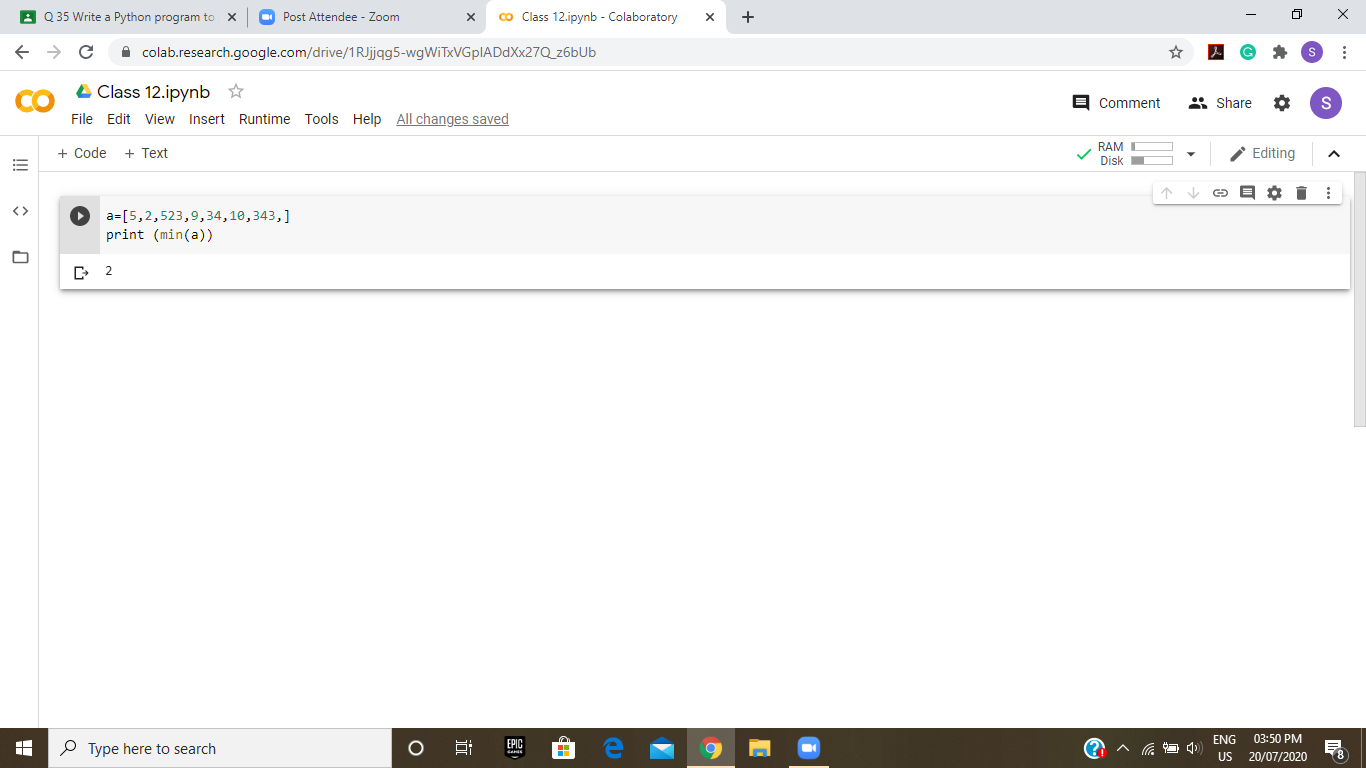 Q 35 Write a Python program to
Post Attendee - Zoom
Class 12.ipynb - Colaboratory
colab.research.google.com/drive/1RJjjqg5-wgWiTxVGpIADdXx27Q_z6bUb
S
Class 12.ipynb
Comment
Share
S
File Edit View Insert Runtime Tools Help All changes saved
+ Code + Text
RAM
Disk
Editing
a=[5,2,523,9,34,10,343,]
print (min(a))
2
Type here to search
EPIC
GAMES
ENG
US
03:50 PM
20/07/2020
8